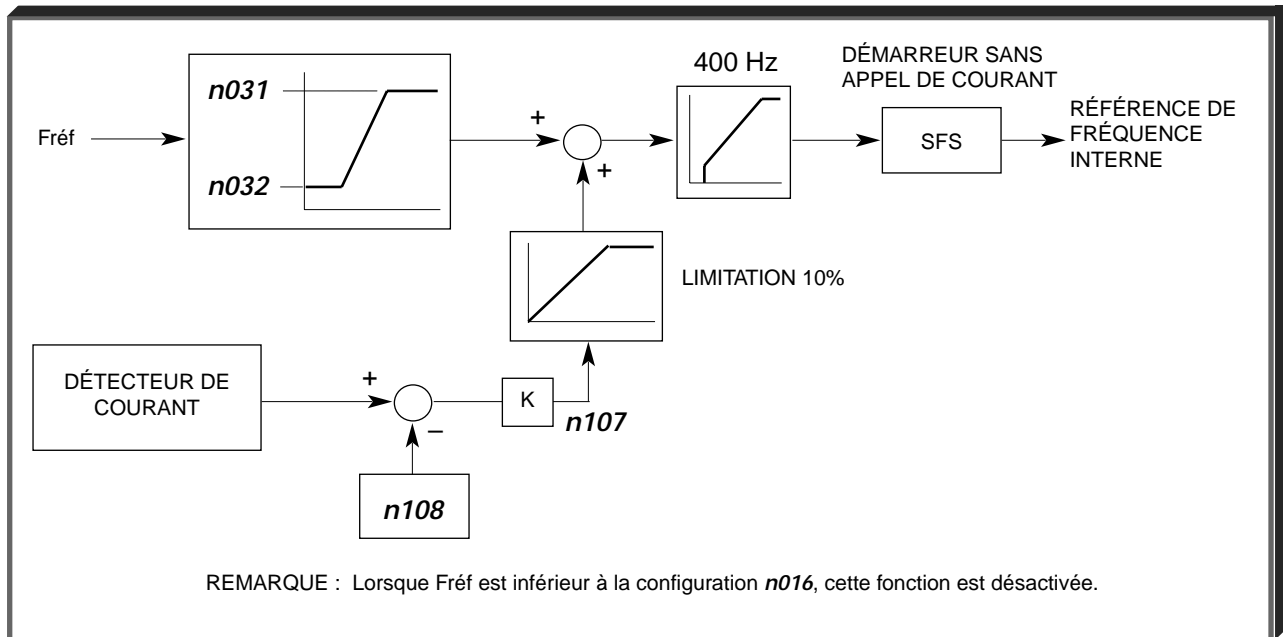 400 Hz
DÉMARREUR SANS
APPEL DE COURANT
n031
RÉFÉRENCE DE
FRÉQUENCE
INTERNE
Fréf
+
SFS
+
n032
LIMITATION 10%
DÉTECTEUR DE
COURANT
+
K
n107
–
n108
REMARQUE : Lorsque Fréf est inférieur à la configuration n016, cette fonction est désactivée.